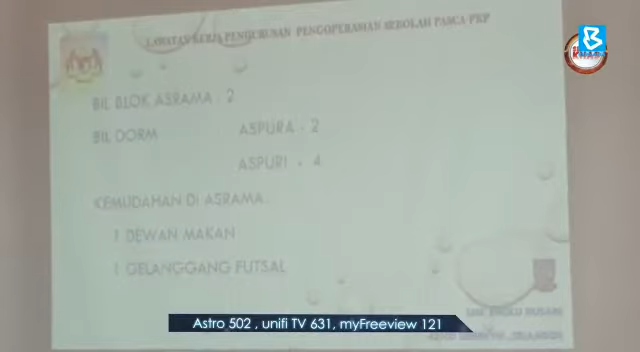 LAWATAN KERJA PENGURUSAN PENGOPERASIAN SEKOLAH PASCA PKP
BIL BLOK ASRAMA : 2
BIL DORM ASPURA - 2
ASPURI - 4
KEMUDAHAN DI ASRAMA :
1 DEWAN MAKAN
1 GELANGGANG FUTSAL
Astro 502 , unifi TV 631, myFreeview 121